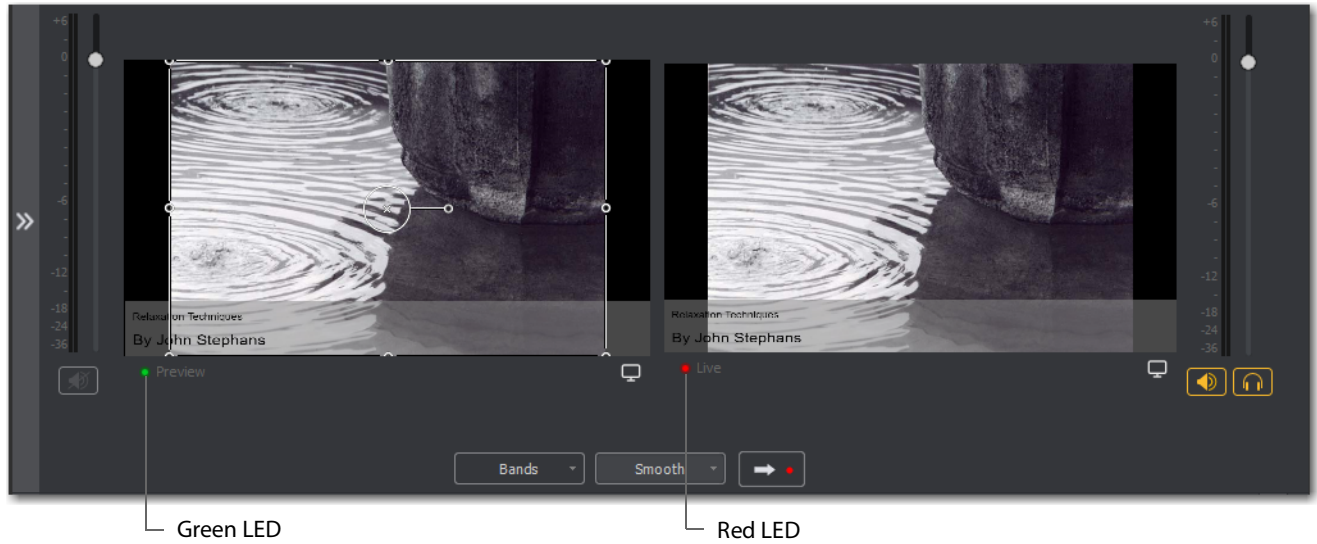 +6
0
-6
-12
-18
-24
-36
Relaxation Techniques
By John Stephans
Preview
Relaxation Techniques
By John Stephans
Live
+6
0
-6
-12
-18
-24
-36
Bands
Smooth
Green LED
Red LED